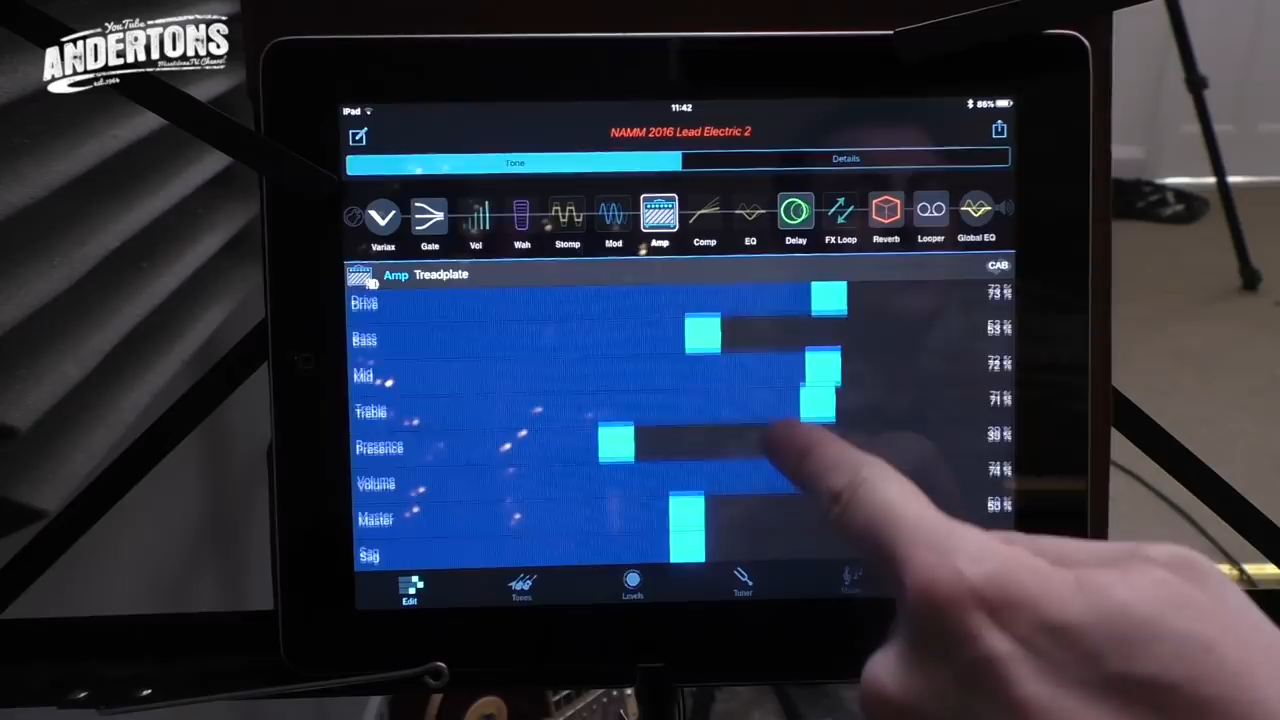 YouTube
ANDERTONS
iPad 11:42 86%
NAMM 2016 Lead Electric 2
Tone Details
Variax Gate Vol Wah Stomp Mod Amp Comp EQ Delay FX Loop Reverb Looper Global EQ
Amp Treadplate CAB
Drive 73 %
Bass 53 %
Mid 72 %
Treble 71 %
Presence
Volume 74 %
Master 50 %
Sag
Edit Tones Levels Tuner